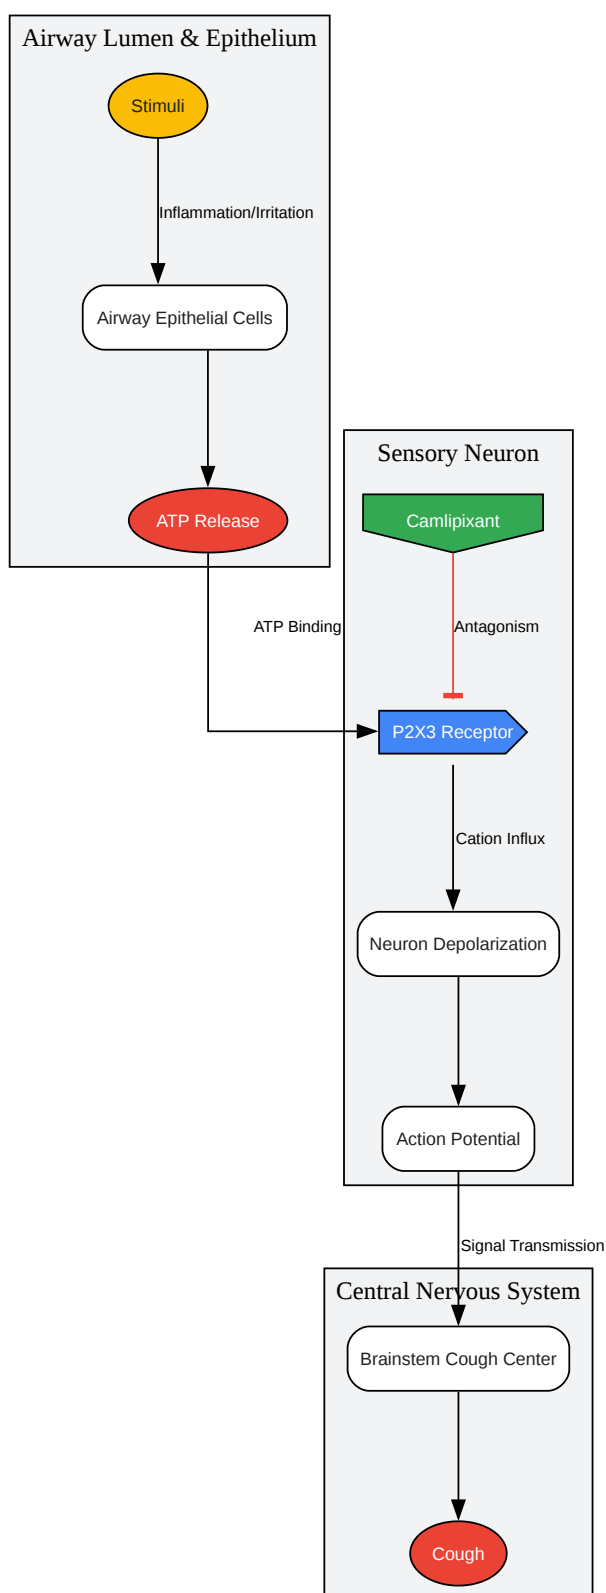 Airway Lumen & Epithelium
Stimuli
Inflammation/Irritation
Airway Epithelial Cells
ATP Release
Sensory Neuron
Camlipixant
ATP Binding
Antagonism
P2X3 Receptor
Cation Influx
Neuron Depolarization
Action Potential
Signal Transmission
Central Nervous System
Brainstem Cough Center
Cough